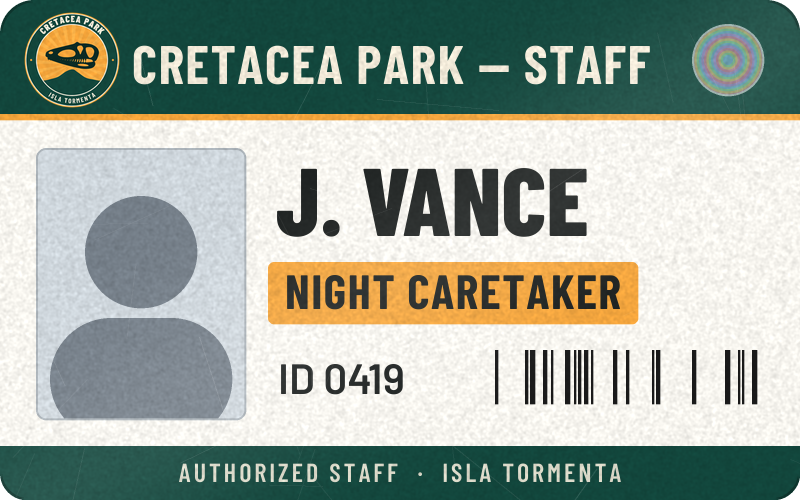 CRETACEA PARK
ISLA TORMENTA
CRETACEA PARK — STAFF
J. VANCE
NIGHT CARETAKER
ID 0419
AUTHORIZED STAFF · ISLA TORMENTA